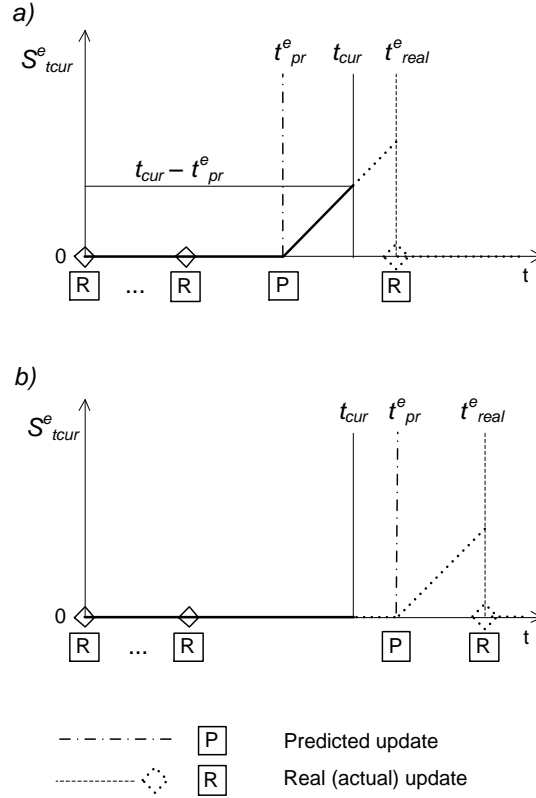 a)
S^e_tcur
t^e_pr t_cur t^e_real
t_cur – t^e_pr
0
t
R ... R P R
b)
S^e_tcur
t_cur t^e_pr t^e_real
0
t
R ... R P R
P Predicted update
R Real (actual) update